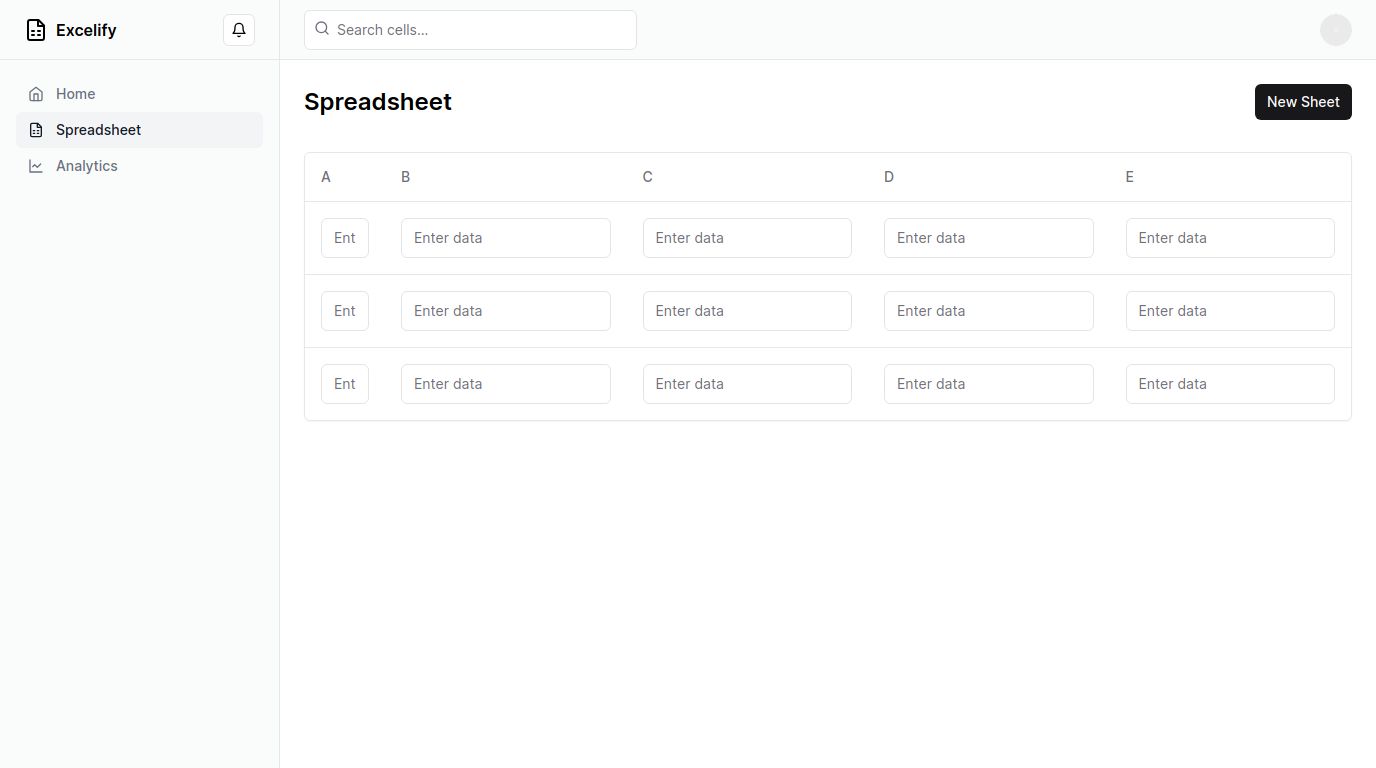 Excelify
Search cells...
Home
Spreadsheet
Analytics
Spreadsheet
New Sheet
A B C D E
Ent Enter data Enter data Enter data Enter data
Ent Enter data Enter data Enter data Enter data
Ent Enter data Enter data Enter data Enter data